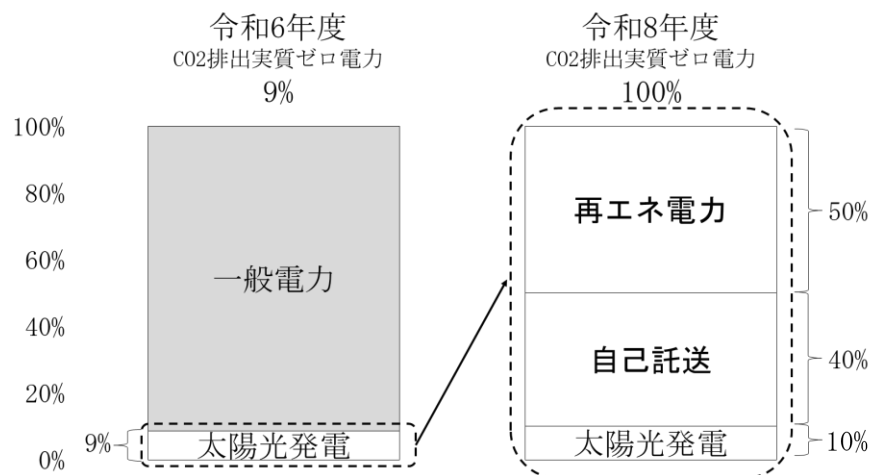 令和6年度
CO2排出実質ゼロ電力
9%
令和8年度
CO2排出実質ゼロ電力
100%
100%
80%
60%
40%
20%
0%
一般電力
9%
太陽光発電
再エネ電力
50%
自己託送
40%
太陽光発電
10%